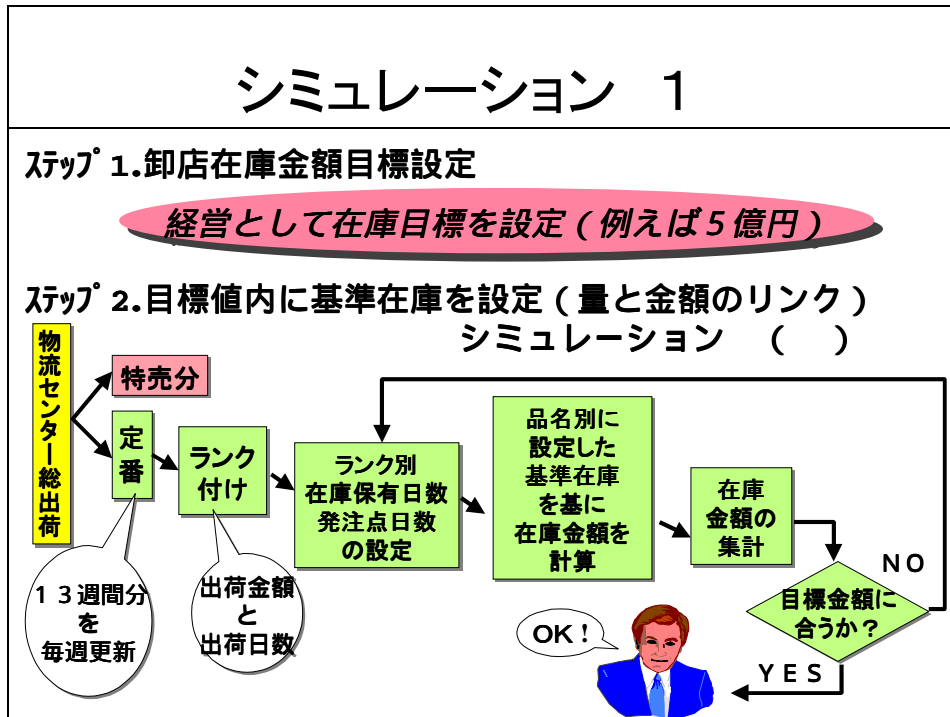 シミュレーション 1
ステップ 1.卸店在庫金額目標設定
経営として在庫目標を設定(例えば5億円)
ステップ 2.目標値内に基準在庫を設定(量と金額のリンク)
シミュレーション ( )
物流センター総出荷
特売分
定
番
ランク
付け
ランク別
在庫保有日数
発注点日数
の設定
品名別に
設定した
基準在庫
を基に
在庫金額を
計算
在庫
金額の
集計
NO
目標金額に
合うか?
YES
13週間分
を
毎週更新
出荷金額
と
出荷日数
OK!